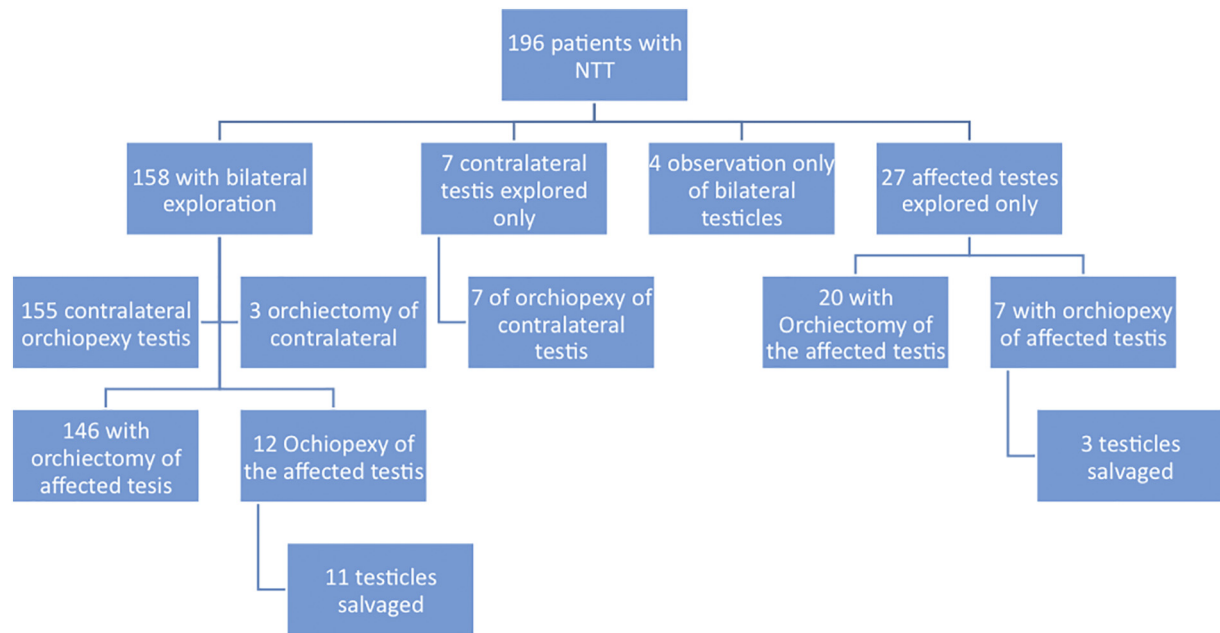 196 patients with
NTT
158 with bilateral
exploration
7 contralateral
testis explored
only
4 observation only
of bilateral
testicles
27 affected testes
explored only
155 contralateral
orchiopexy testis
3 orchiectomy of
contralateral
7 of orchiopexy of
contralateral
testis
20 with
Orchiectomy of
the affected testis
7 with orchiopexy
of affected testis
146 with
orchiectomy of
affected tesis
12 Ochiopexy of
the affected testis
3 testicles
salvaged
11 testicles
salvaged